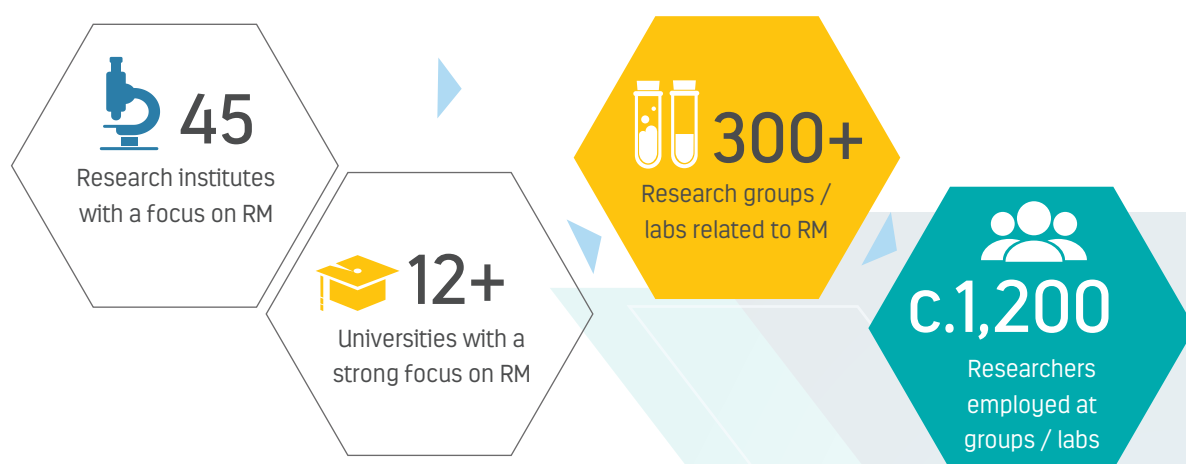 45
Research institutes
with a focus on RM
12+
Universities with a
strong focus on RM
300+
Research groups /
labs related to RM
c.1,200
Researchers
employed at
groups / labs